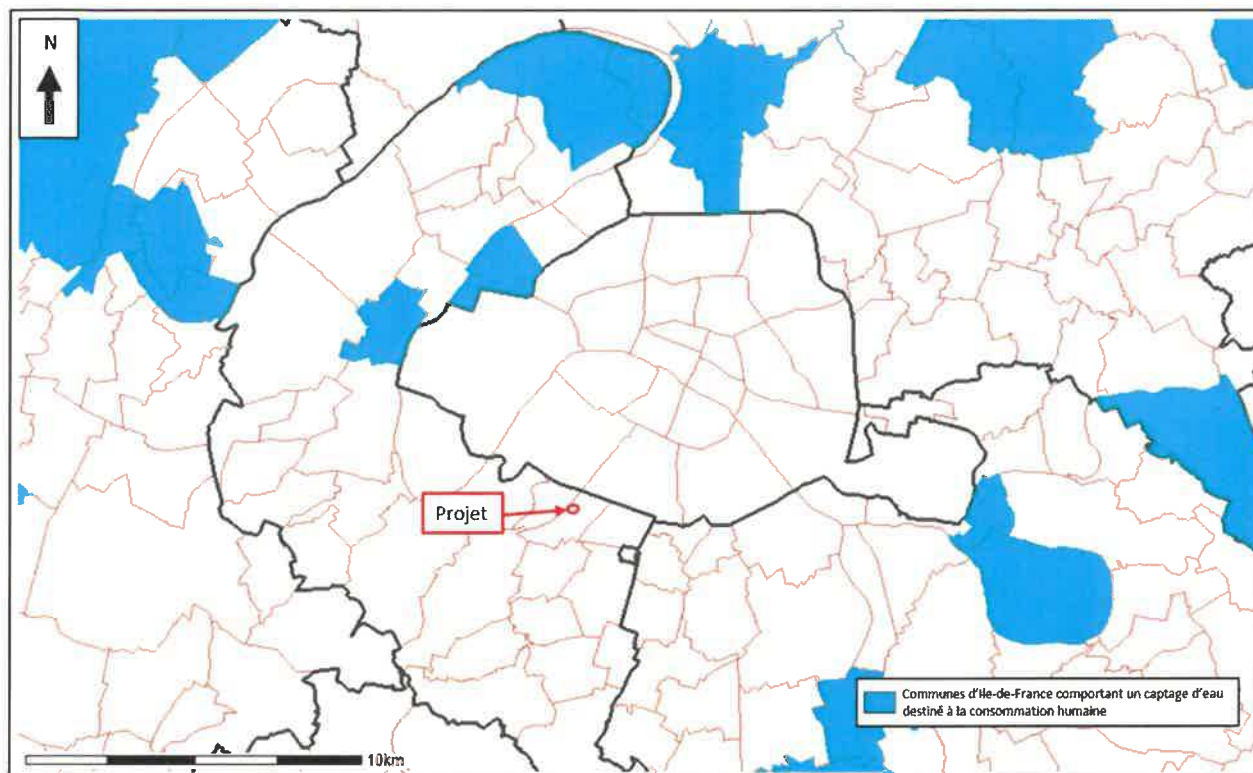 N
Projet
Communes d'Ile-de-France comportant un captage d'eau
destiné à la consommation humaine
10km